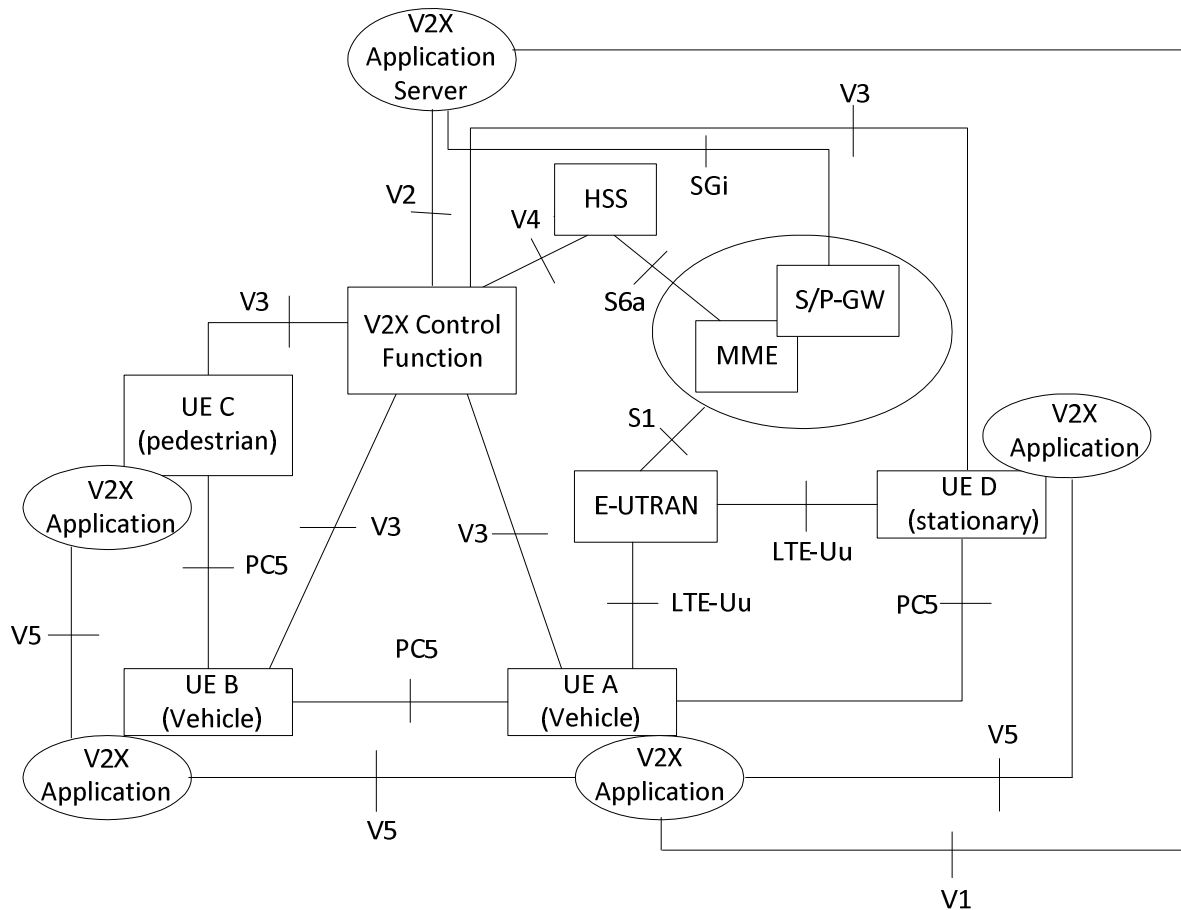 V2X
Application
Server
V3
SGi
HSS
V2
V4
S6a
S/P-GW
V3
V2X Control
Function
MME
UE C
(pedestrian)
S1
V2X
Application
V2X
Application
E-UTRAN
UE D
(stationary)
V3
V3
LTE-Uu
PC5
LTE-Uu
PC5
V5
PC5
UE B
(Vehicle)
UE A
(Vehicle)
V5
V2X
Application
V2X
Application
V5
V1